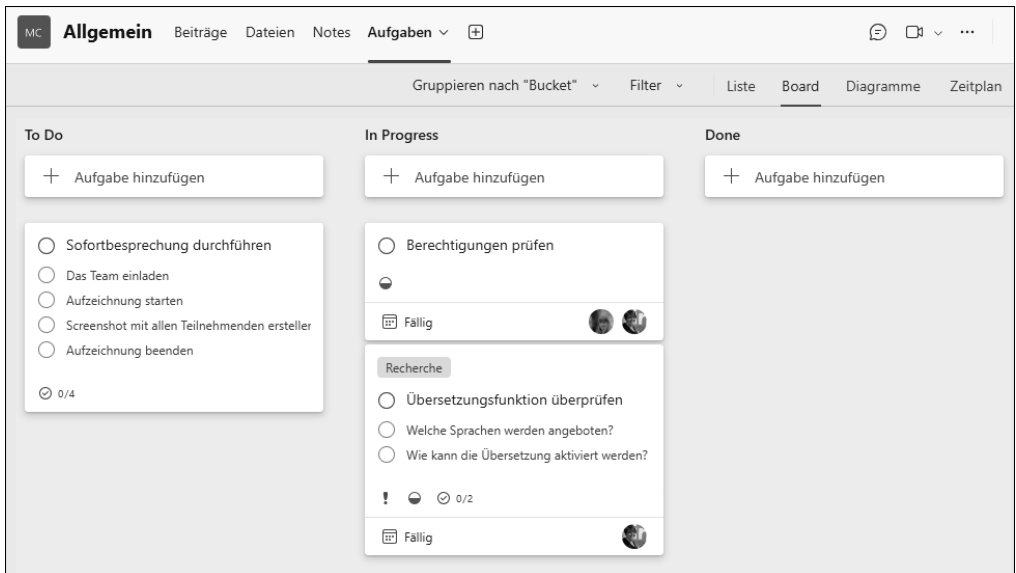 MC Allgemein Beiträge Dateien Notes Aufgaben
Gruppieren nach "Bucket" Filter Liste Board Diagramme Zeitplan
To Do
Aufgabe hinzufügen
Sofortbesprechung durchführen
Das Team einladen
Aufzeichnung starten
Screenshot mit allen Teilnehmenden ersteller
Aufzeichnung beenden
0/4
In Progress
Aufgabe hinzufügen
Berechtigungen prüfen
Fällig
Recherche
Übersetzungsfunktion überprüfen
Welche Sprachen werden angeboten?
Wie kann die Übersetzung aktiviert werden?
! 0/2
Fällig
Done
Aufgabe hinzufügen